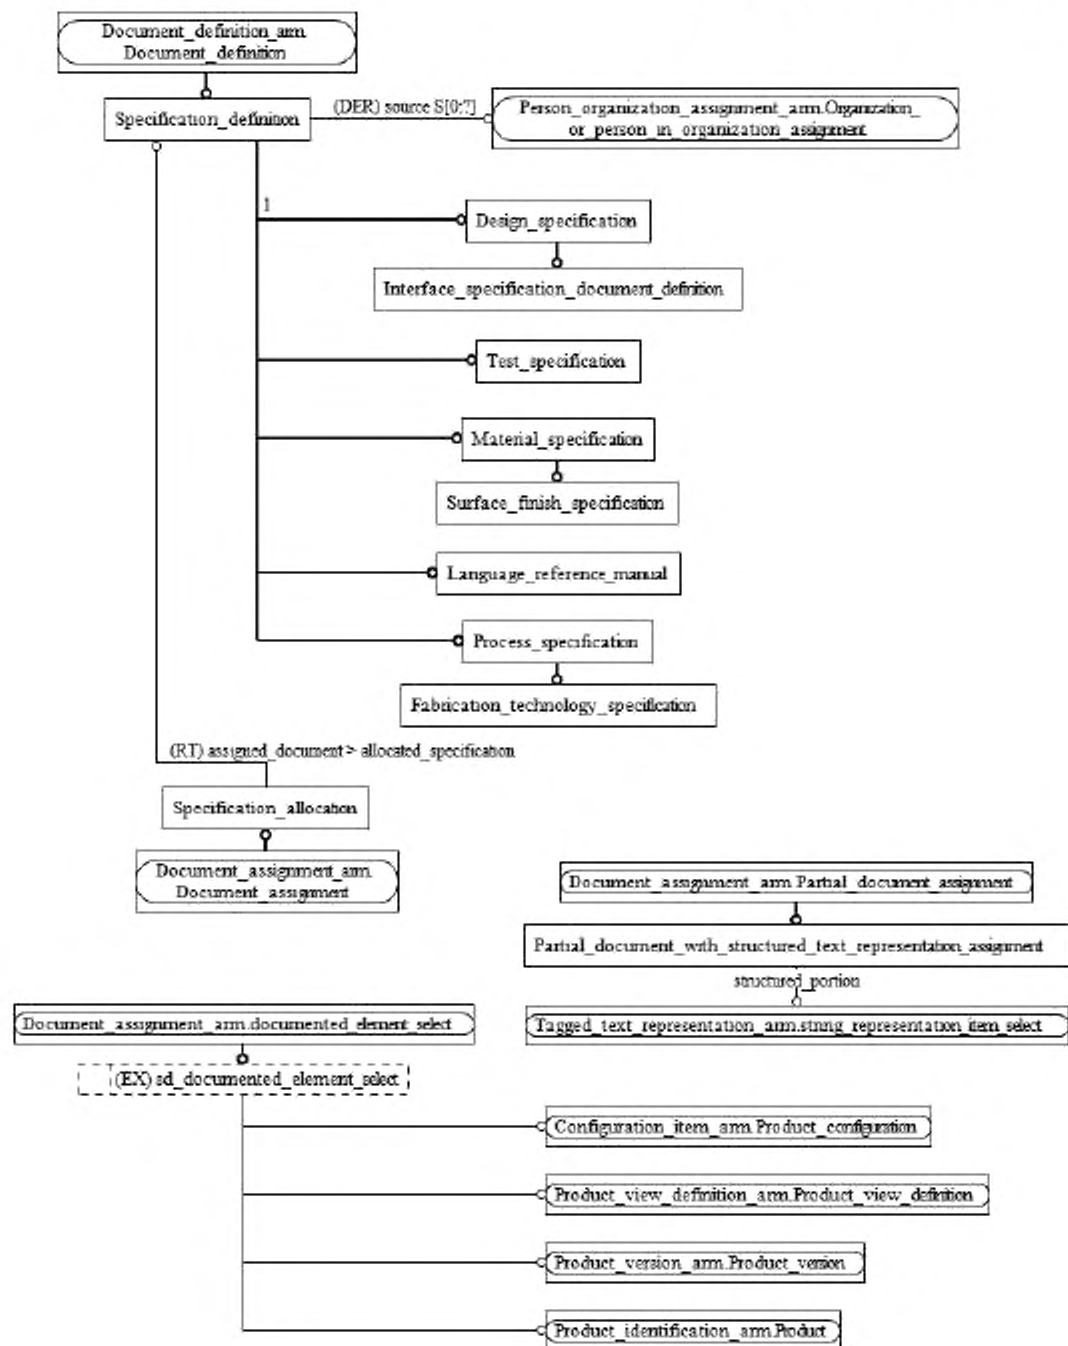 Document_definition_arm.
Document_definition
Specification_definition
(DER) source S[0:?]
Person_organization_assignment_arm.Organization_
or_person_in_organization_assignment
1
Design_specification
Interface_specification_document_definition
Test_specification
Material_specification
Surface_finish_specification
Language_reference_manual
Process_specification
Fabrication_technology_specification
(RT) assigned_document > allocated_specification
Specification_allocation
Document_assignment_arm.
Document_assignment
Document_assignment_arm.Partial_document_assignment
Partial_document_with_structured_text_representation_assignment
structured_portion
Tagged_text_representation_arm.string_representation_item_select
Document_assignment_arm.documented_element_select
(EX) sd_documented_element_select
Configuration_item_arm.Product_configuration
Product_view_definition_arm.Product_view_definition
Product_version_arm.Product_version
Product_identification_arm.Product